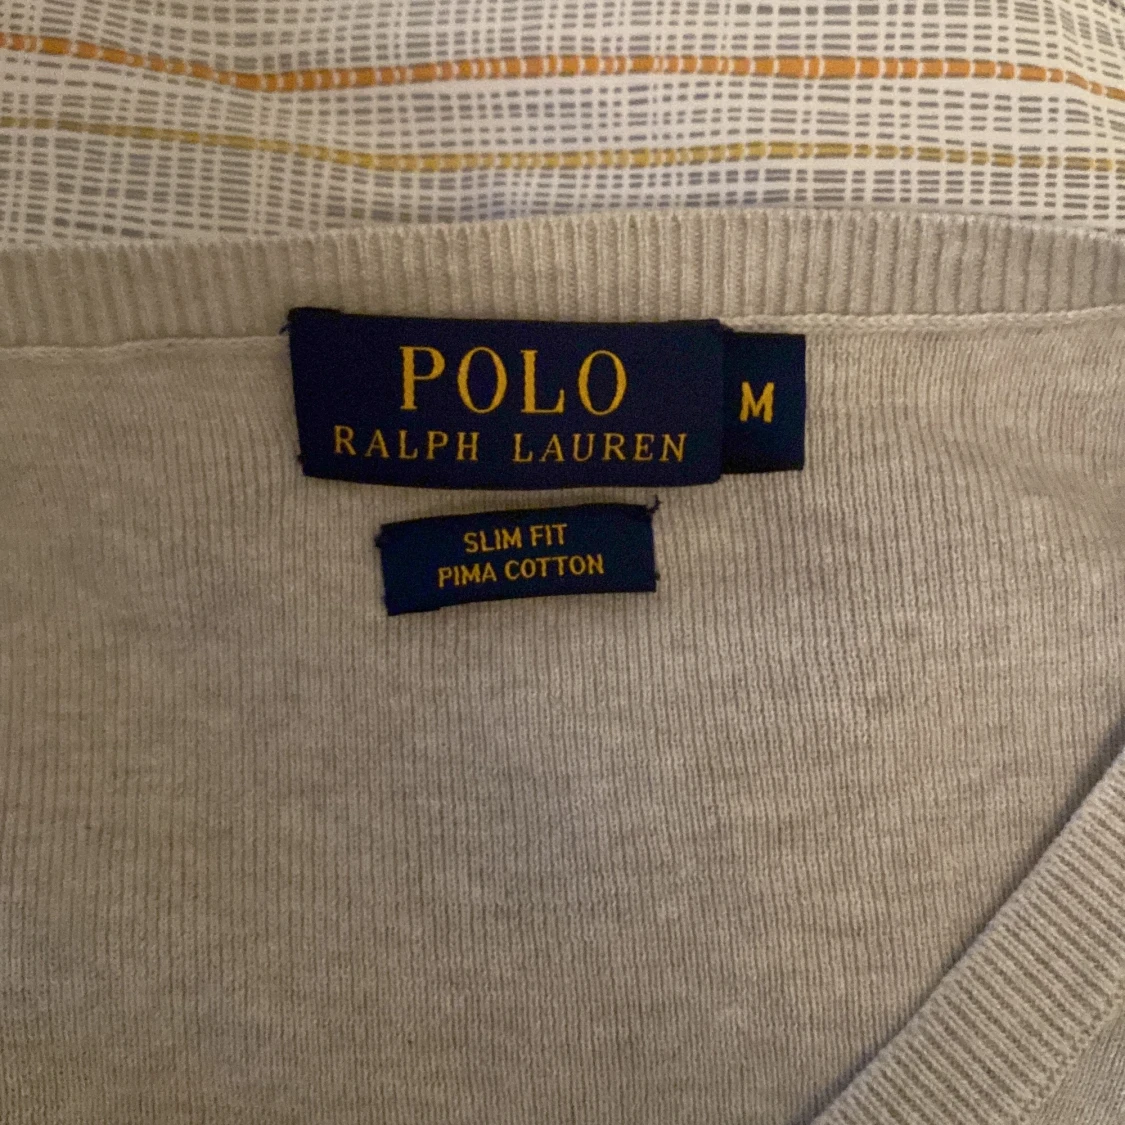 POLO
RALPH LAUREN
M
SLIM FIT
PIMA COTTON